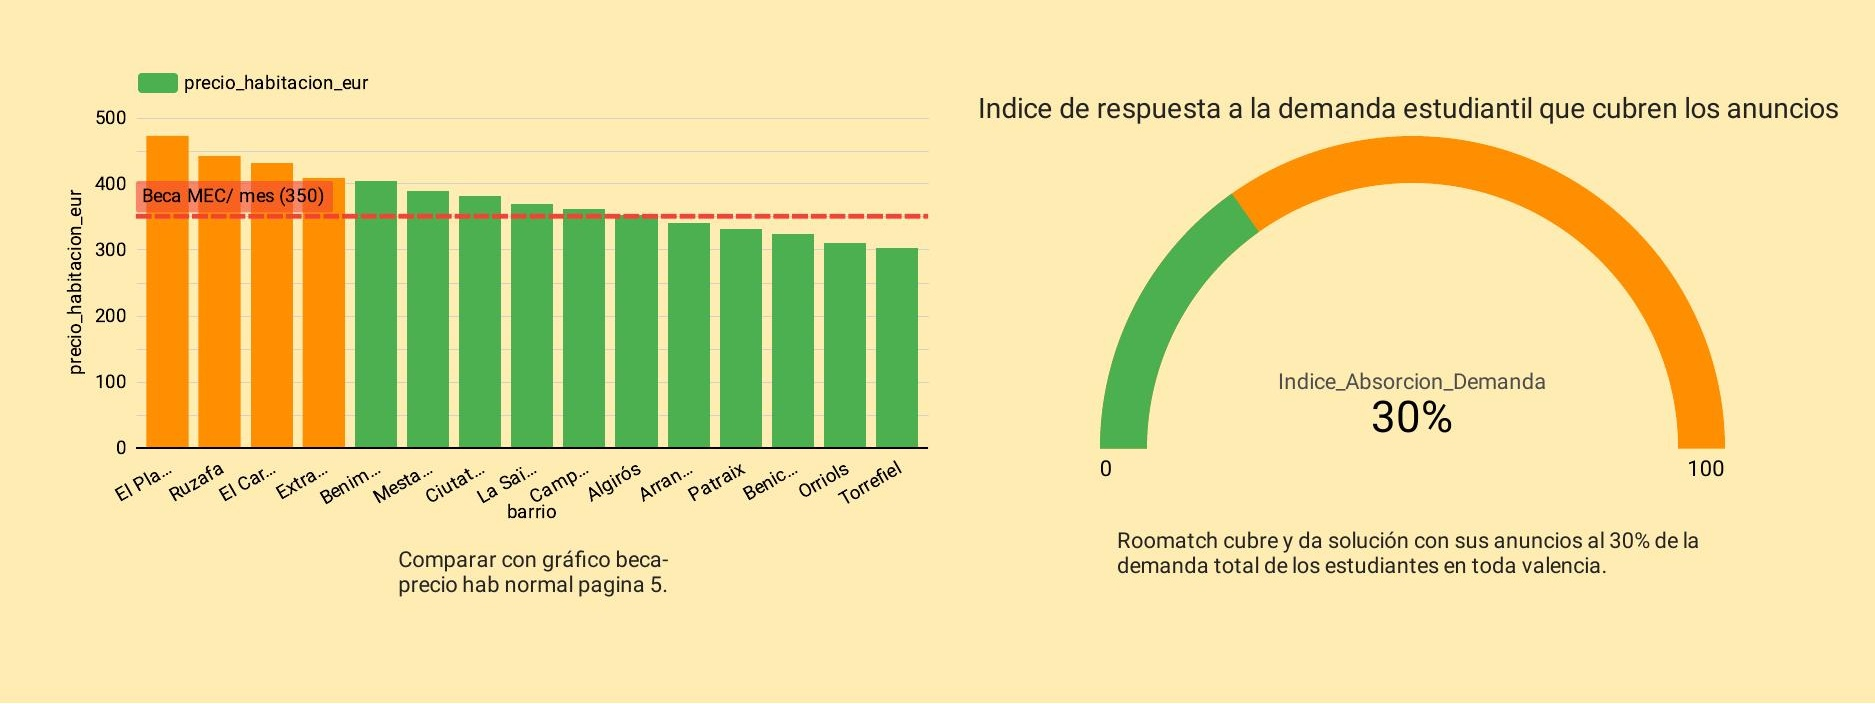 precio_habitacion_eur
500
400
300
200
100
0
precio_habitacion_eur
Beca MEC/ mes (350)
El Pla...
Ruzafa
El Car...
Extra...
Benim...
Mesta...
Ciutat...
La Saï...
Camp...
Algirós
Arran...
Patraix
Benic...
Orriols
Torrefiel
barrio
Comparar con gráfico beca-
precio hab normal pagina 5.
Indice de respuesta a la demanda estudiantil que cubren los anuncios
Indice_Absorcion_Demanda
30%
0
100
Roomatch cubre y da solución con sus anuncios al 30% de la
demanda total de los estudiantes en toda valencia.